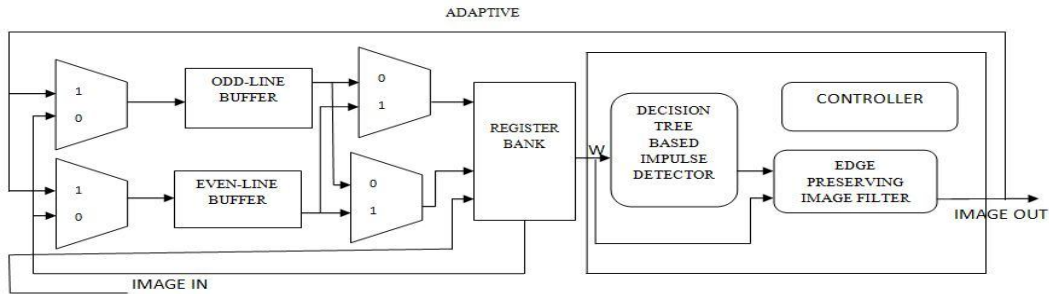 ADAPTIVE
1
0
ODD-LINE
BUFFER
0
1
REGISTER
BANK
W
DECISION
TREE
BASED
IMPULSE
DETECTOR
CONTROLLER
1
0
EVEN-LINE
BUFFER
0
1
EDGE
PRESERVING
IMAGE FILTER
IMAGE OUT
IMAGE IN